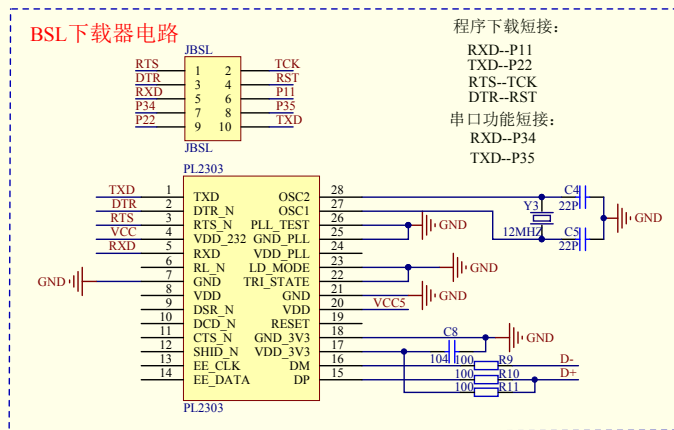 BSL下载器电路
程序下载短接：
RXD--P11
TXD--P22
RTS--TCK
DTR--RST
串口功能短接：
RXD--P34
TXD--P35
JBSL
RTS 1 2 TCK
DTR 3 4 RST
RXD 5 6 P11
P34 7 8 P35
P22 9 10 TXD
JBSL
PL2303
TXD 1 TXD OSC2 28
DTR 2 DTR_N OSC1 27
RTS 3 RTS_N PLL_TEST 26
VCC 4 VDD_232 GND_PLL 25 GND
RXD 5 RXD VDD_PLL 24
6 RL_N LD_MODE 23
GND 7 GND TRI_STATE 22 GND
8 VDD GND 21 GND
9 DSR_N VDD 20 VCC5
10 DCD_N RESET 19
11 CTS_N GND_3V3 18 GND
12 SHID_N VDD_3V3 17
13 EE_CLK DM 16 100 R9 D-
14 EE_DATA DP 15 100 R10 D+
100 R11
PL2303
C8
104
Y3
12MHZ
C4
22P
C5
22P
GND